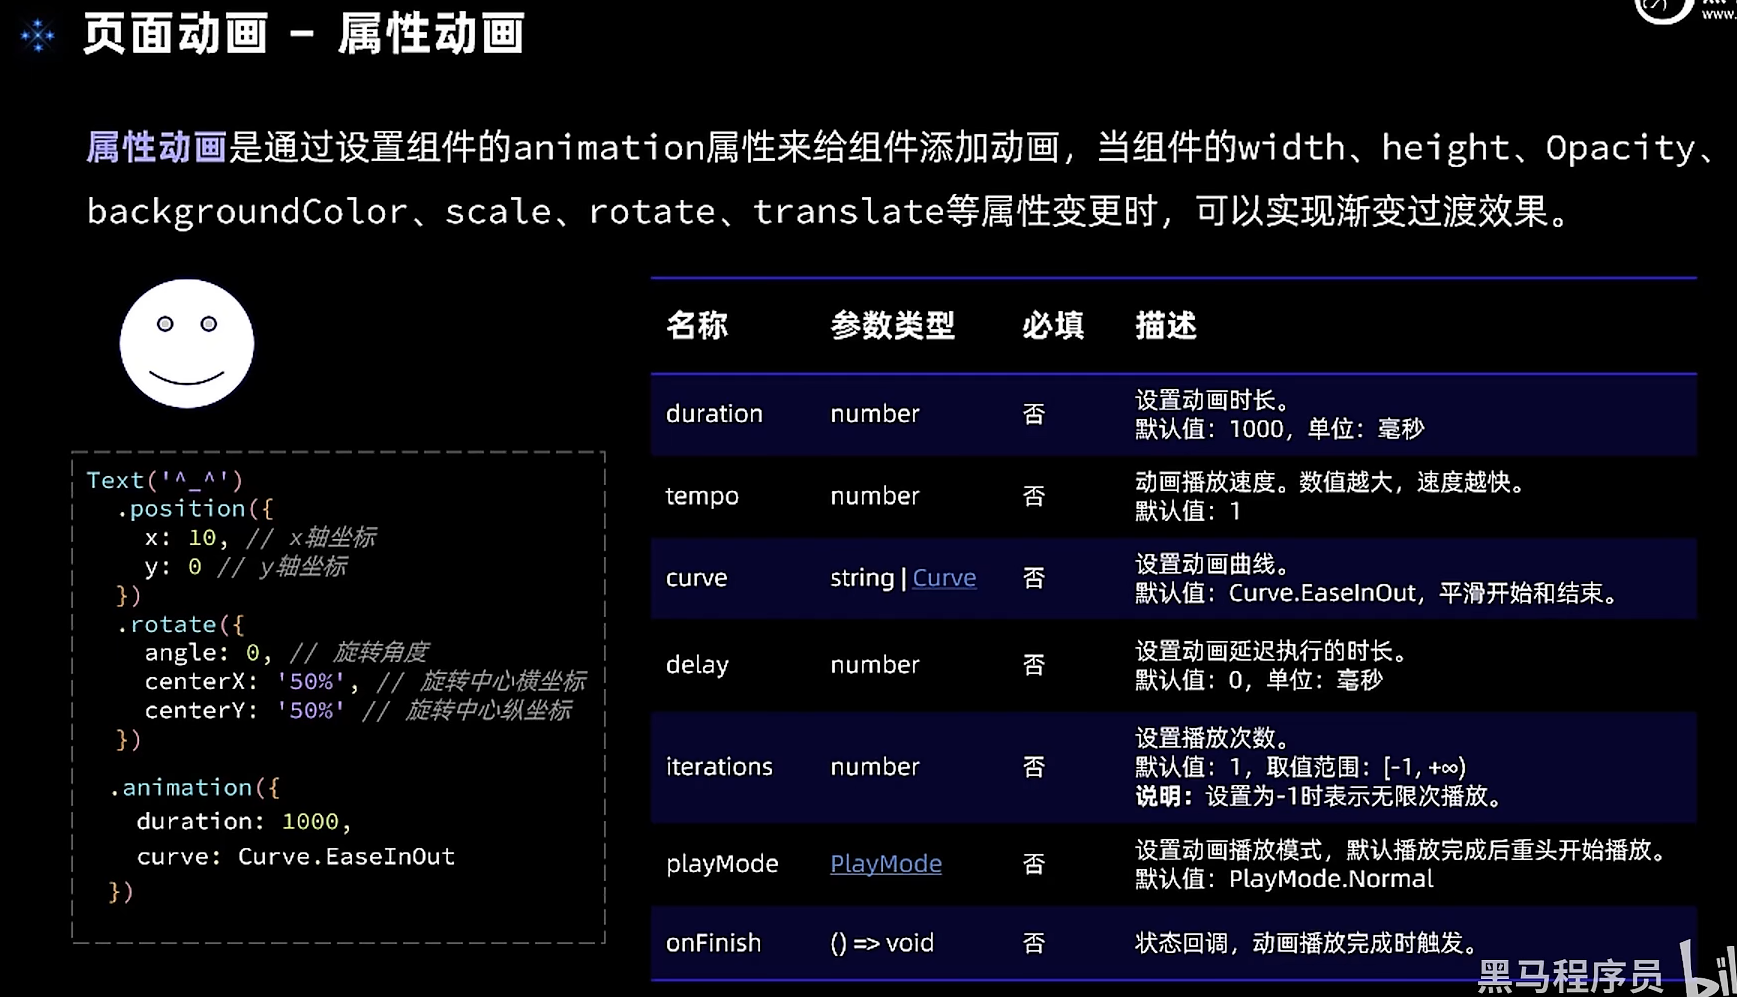 页面动画 - 属性动画
www.
属性动画是通过设置组件的animation属性来给组件添加动画，当组件的width、height、Opacity、
backgroundColor、scale、rotate、translate等属性变更时，可以实现渐变过渡效果。
Text('^_^')
.position({
x: 10, // x轴坐标
y: 0 // y轴坐标
})
.rotate({
angle: 0, // 旋转角度
centerX: '50%', // 旋转中心横坐标
centerY: '50%' // 旋转中心纵坐标
})
.animation({
duration: 1000,
curve: Curve.EaseInOut
})
名称 参数类型 必填 描述
duration number 否 设置动画时长。
默认值：1000，单位：毫秒
tempo number 否 动画播放速度。数值越大，速度越快。
默认值：1
curve string | Curve 否 设置动画曲线。
默认值：Curve.EaseInOut，平滑开始和结束。
delay number 否 设置动画延迟执行的时长。
默认值：0，单位：毫秒
iterations number 否 设置播放次数。
默认值：1，取值范围：[-1, +∞)
说明：设置为-1时表示无限次播放。
playMode PlayMode 否 设置动画播放模式，默认播放完成后重头开始播放。
默认值：PlayMode.Normal
onFinish () => void 否 状态回调，动画播放完成时触发。
黑马程序员